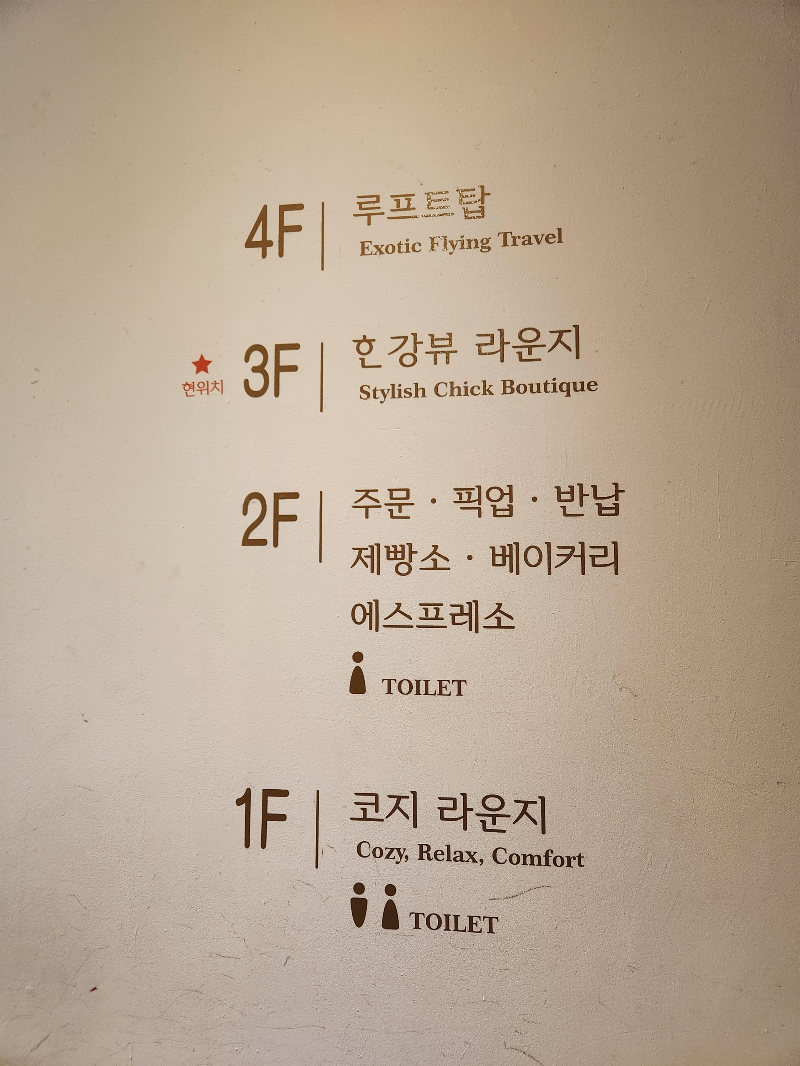 4F 루프트탑
Exotic Flying Travel
3F 한강뷰 라운지
현위치
Stylish Chick Boutique
2F 주문 · 픽업 · 반납
제빵소 · 베이커리
에스프레소
TOILET
1F 코지 라운지
Cozy, Relax, Comfort
TOILET